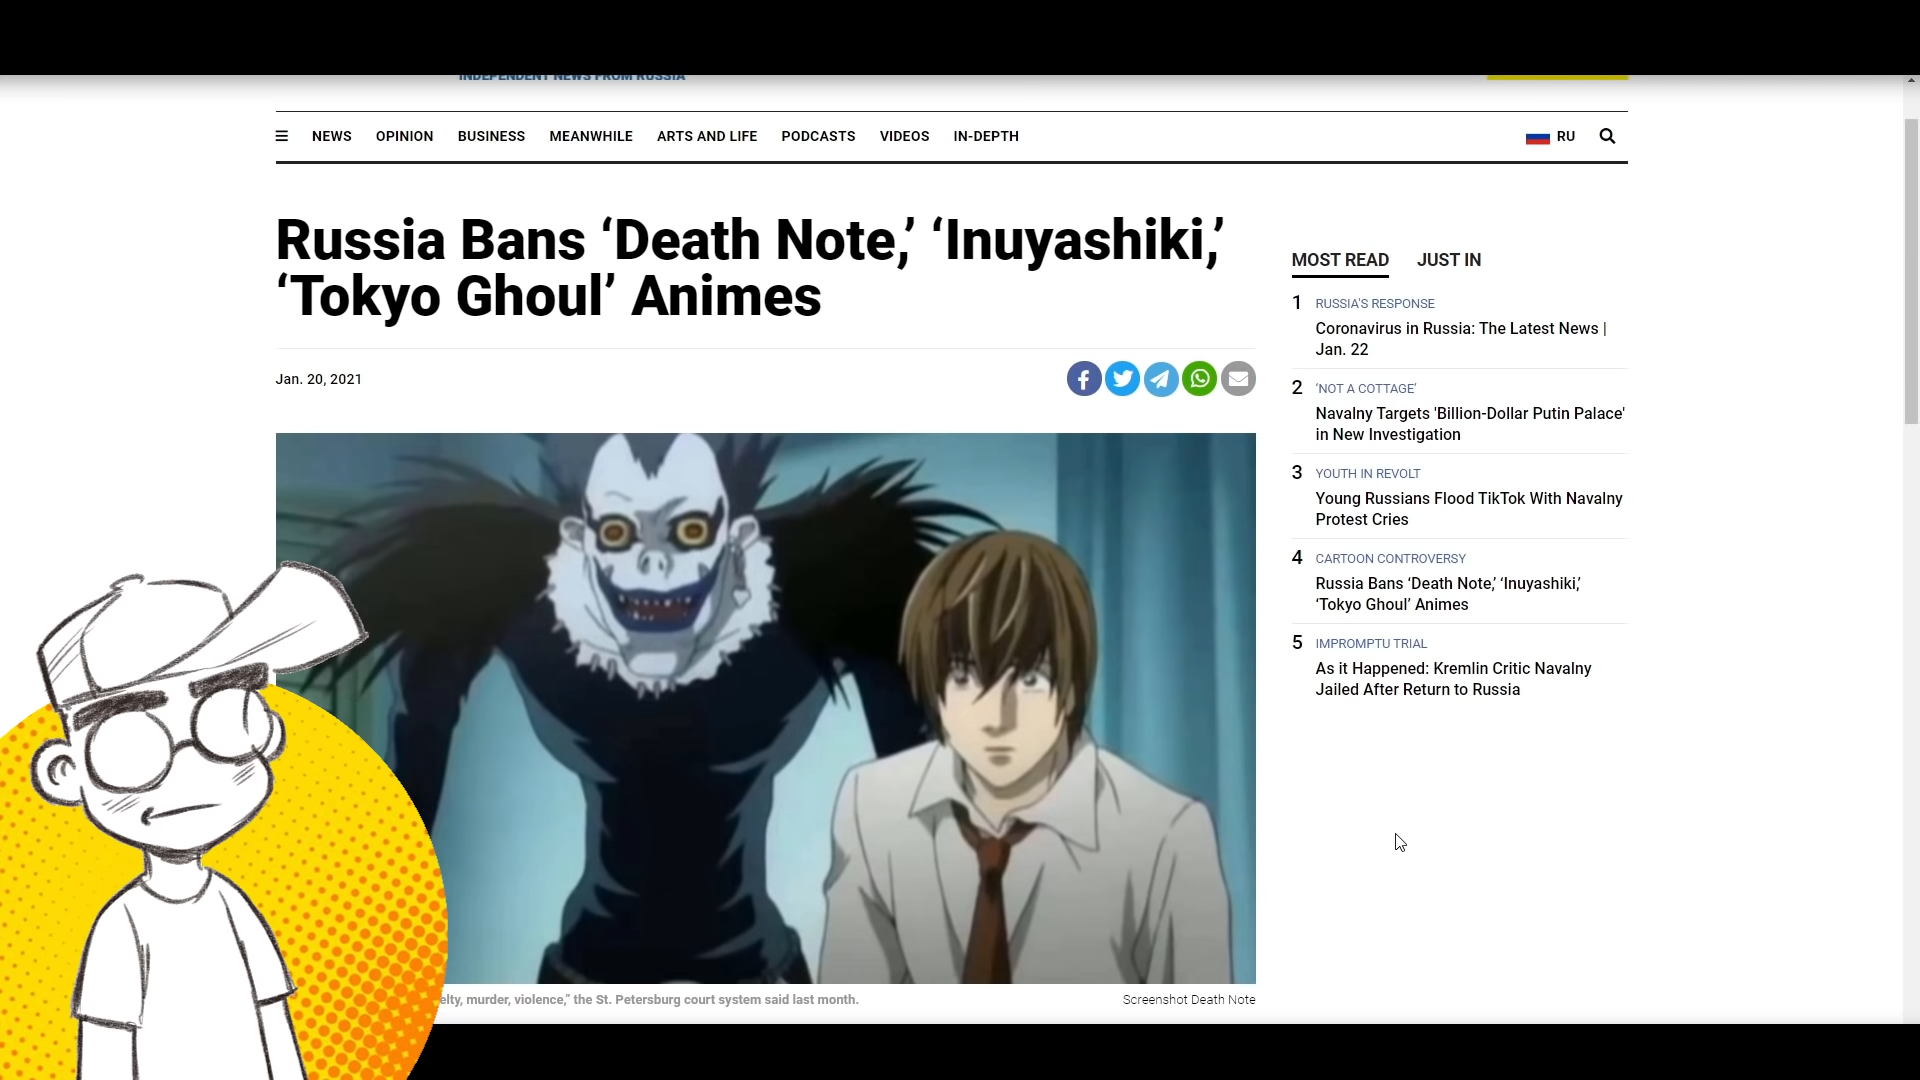 INDEPENDENT NEWS FROM RUSSIA
NEWS OPINION BUSINESS MEANWHILE ARTS AND LIFE PODCASTS VIDEOS IN-DEPTH RU
Russia Bans ‘Death Note,’ ‘Inuyashiki,’
‘Tokyo Ghoul’ Animes
Jan. 20, 2021
elty, murder, violence,” the St. Petersburg court system said last month.
Screenshot Death Note
MOST READ JUST IN
1 RUSSIA'S RESPONSE
Coronavirus in Russia: The Latest News |
Jan. 22
2 ‘NOT A COTTAGE’
Navalny Targets 'Billion-Dollar Putin Palace'
in New Investigation
3 YOUTH IN REVOLT
Young Russians Flood TikTok With Navalny
Protest Cries
4 CARTOON CONTROVERSY
Russia Bans ‘Death Note,’ ‘Inuyashiki,’
‘Tokyo Ghoul’ Animes
5 IMPROMPTU TRIAL
As it Happened: Kremlin Critic Navalny
Jailed After Return to Russia